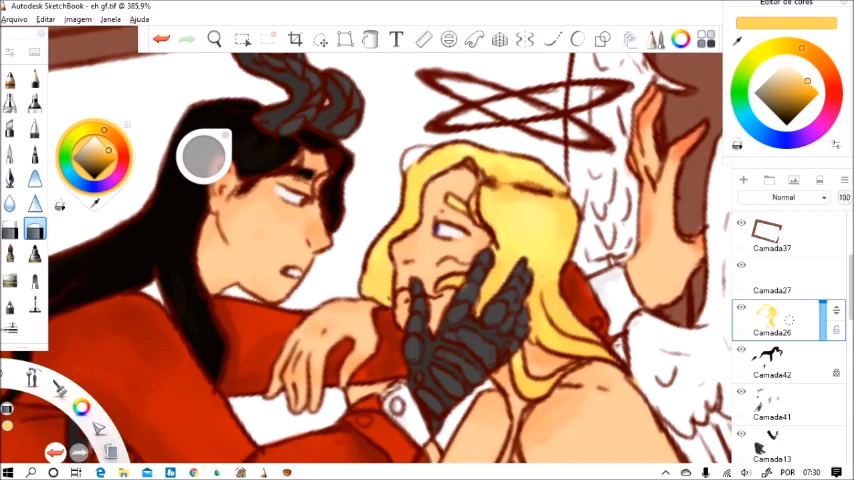 Autodesk SketchBook - eh gf.tif @ 385,9%
Arquivo Editar Imagem Janela Ajuda
T
Editor de cores
Normal 100
Camada37
Camada27
Camada26
Camada42
Camada41
Camada13
POR 07:30